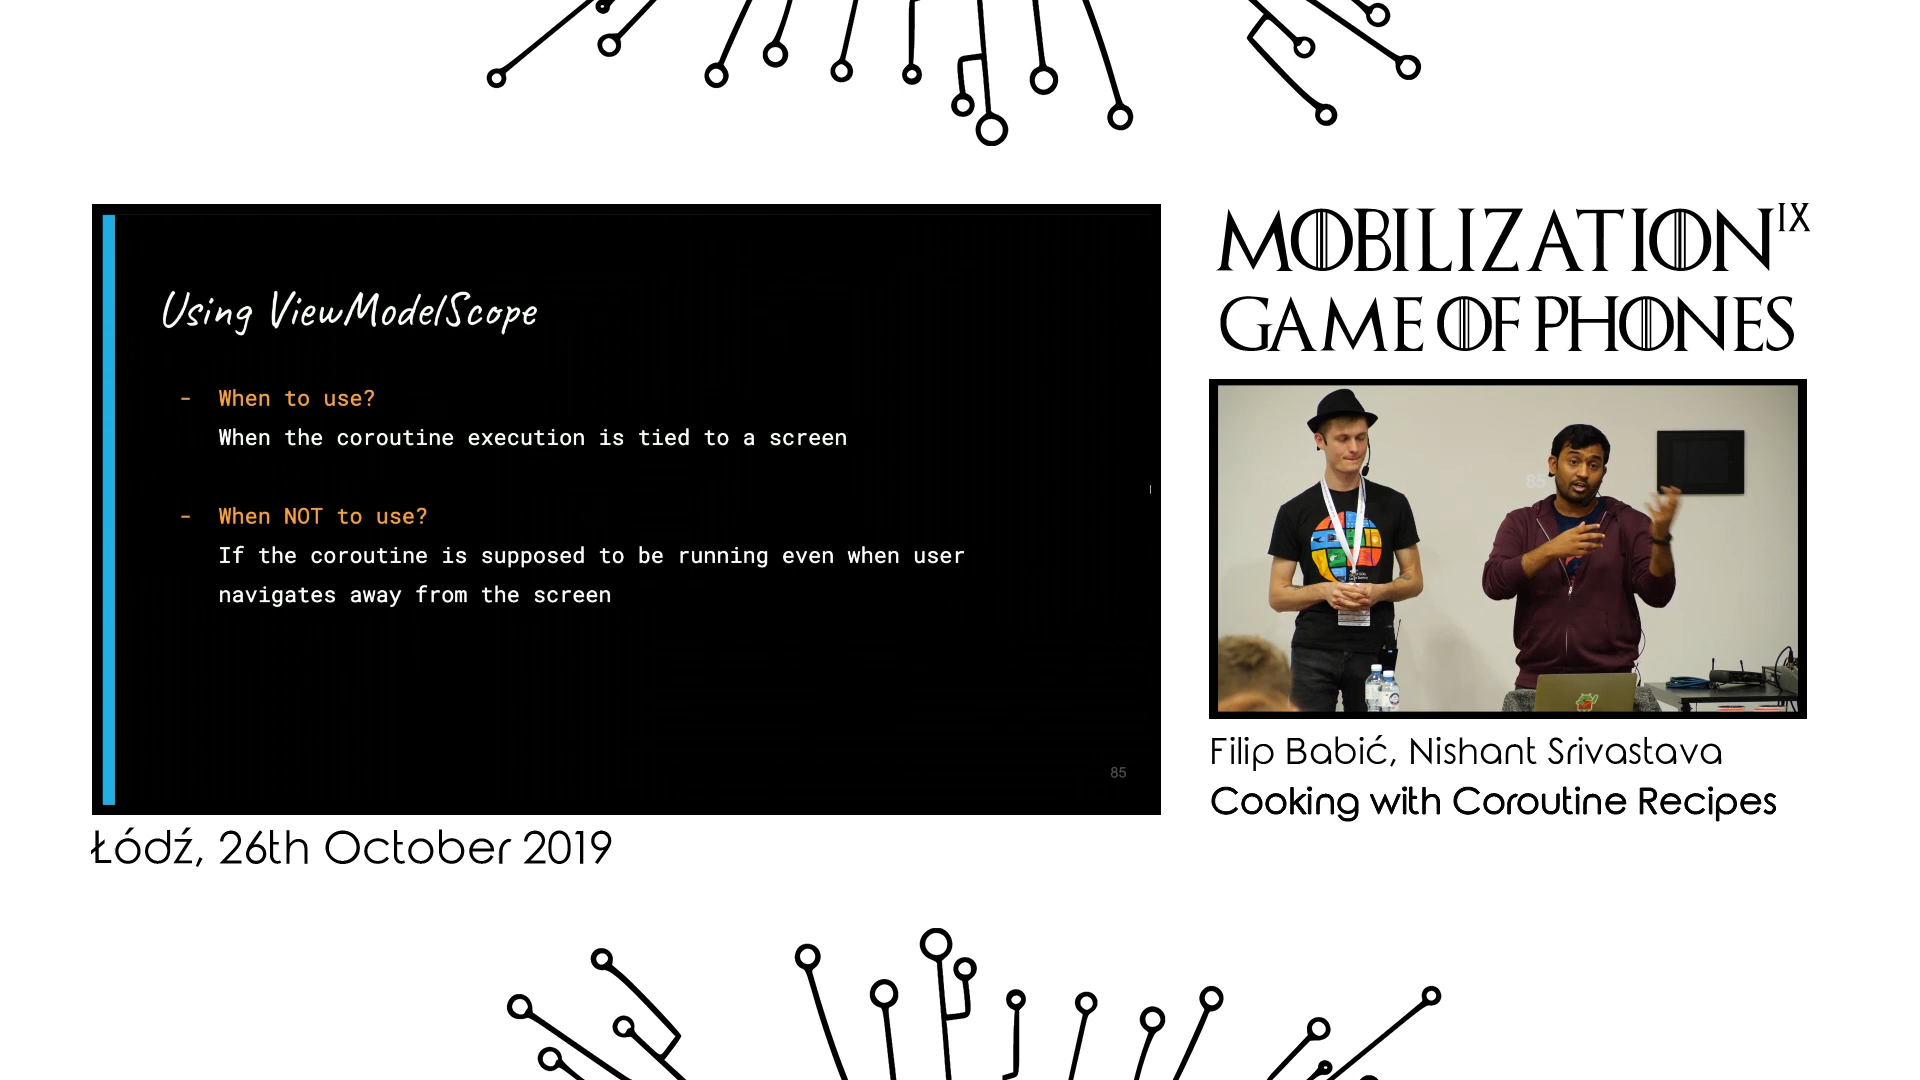 Using ViewModelScope
- When to use?
When the coroutine execution is tied to a screen
- When NOT to use?
If the coroutine is supposed to be running even when user
navigates away from the screen
85
Łódź, 26th October 2019
MOBILIZATION IX
GAME OF PHONES
85
Filip Babić, Nishant Srivastava
Cooking with Coroutine Recipes